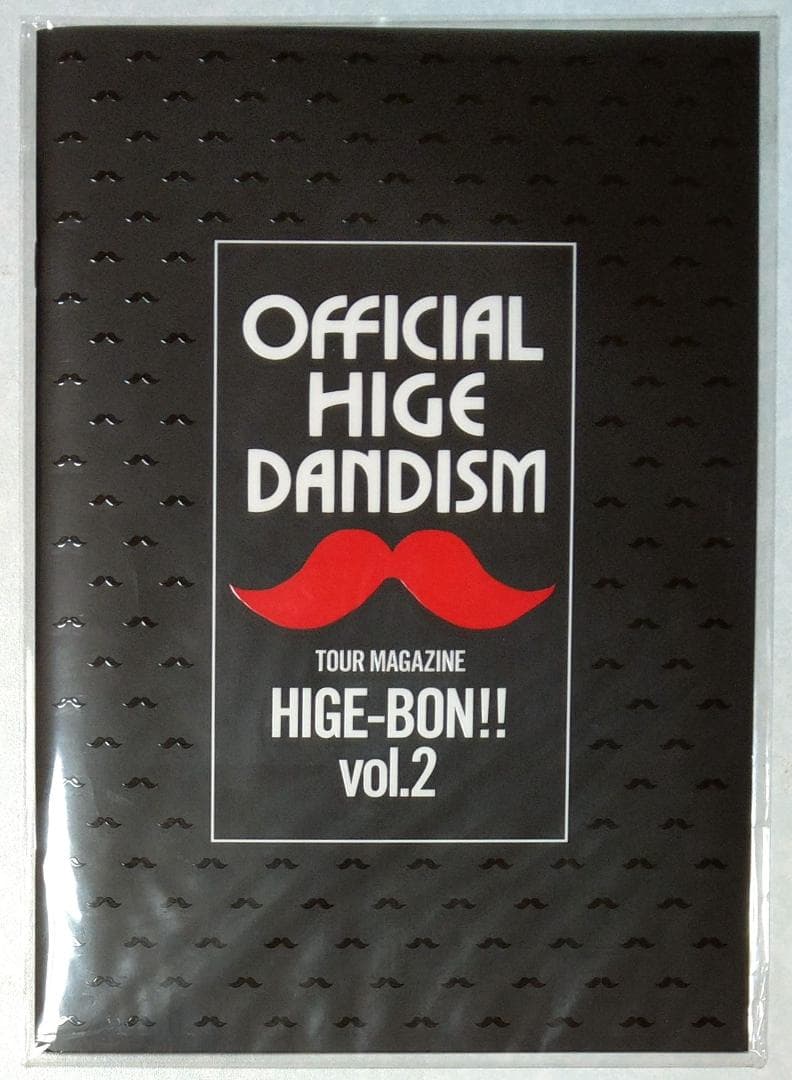 OFFICIAL
HIGE
DANDISM
TOUR MAGAZINE
HIGE-BON!!
vol.2